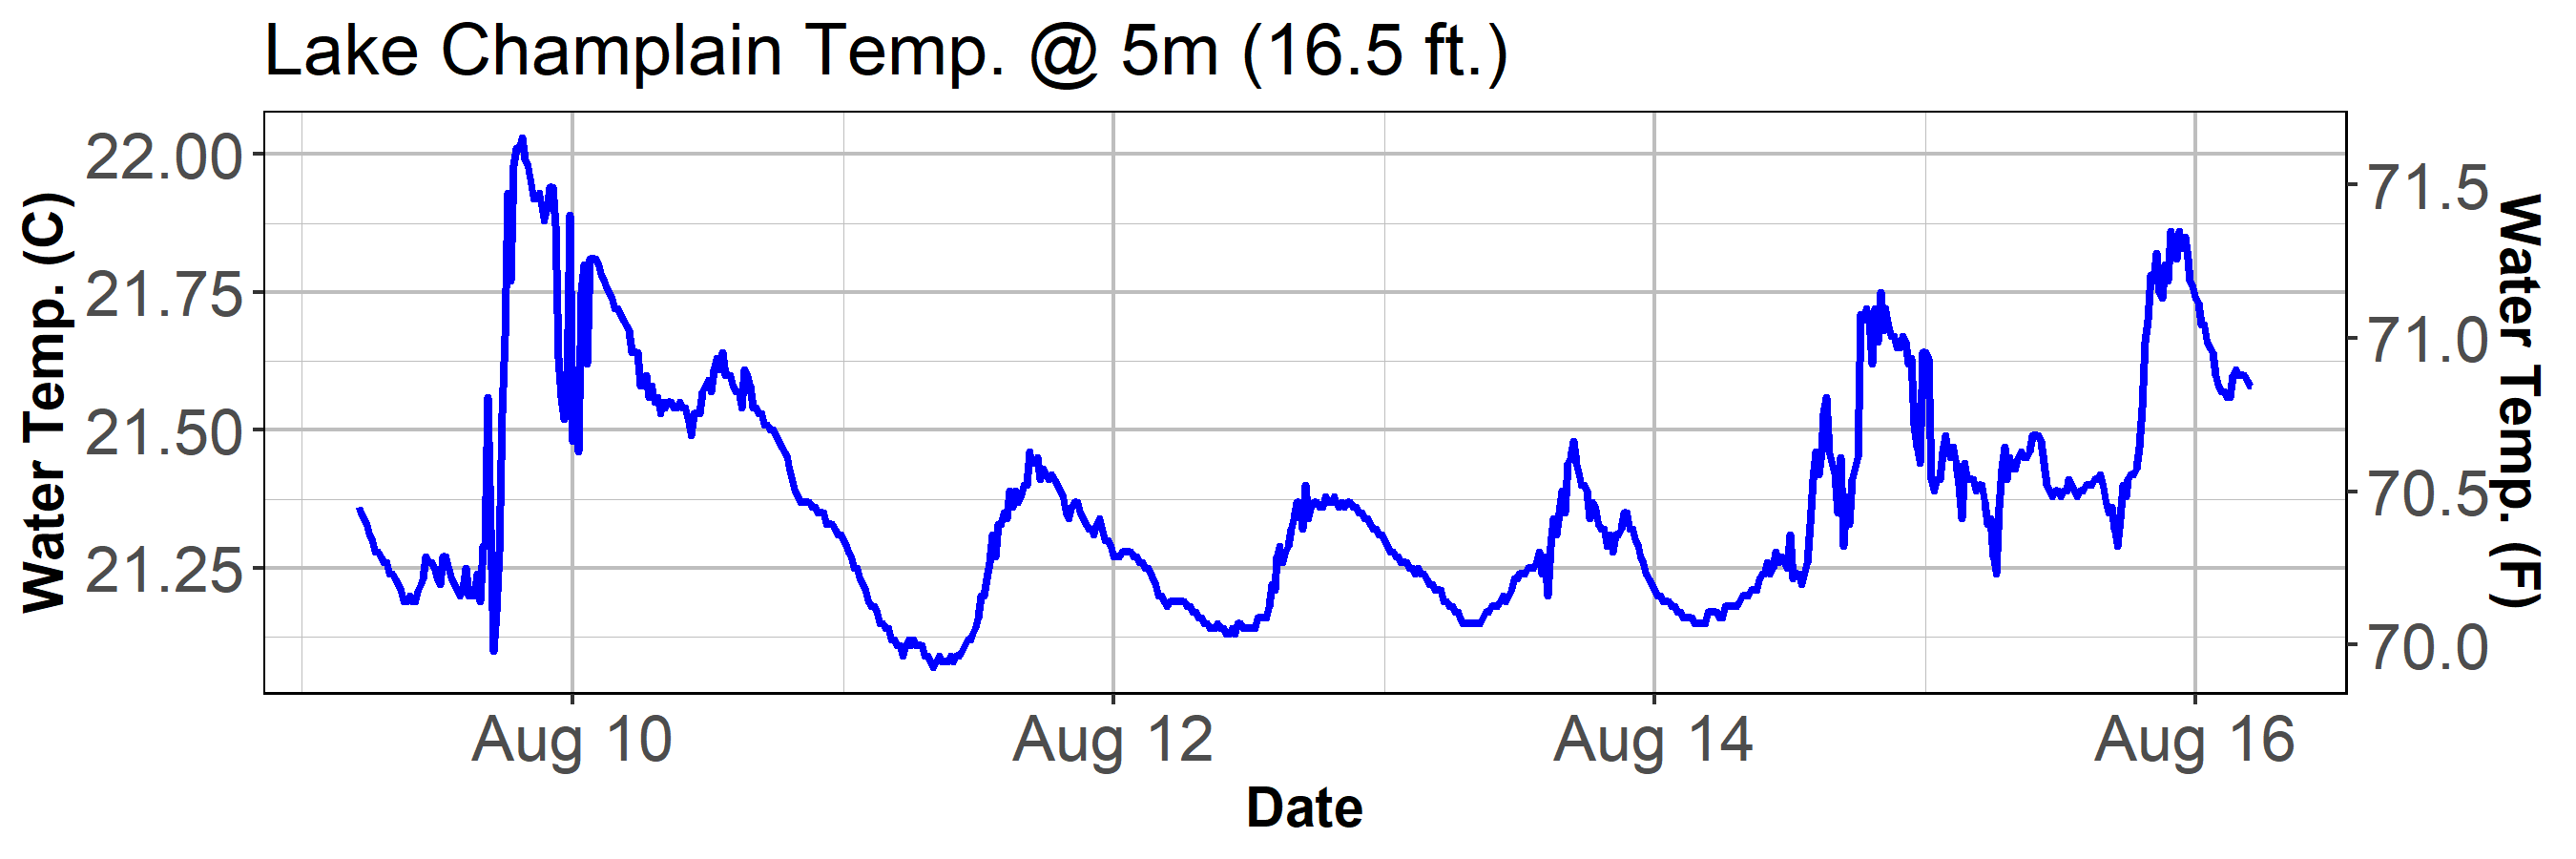 Lake Champlain Temp. @ 5m (16.5 ft.)
Water Temp. (C)
22.00
21.75
21.50
21.25
71.5
71.0
70.5
70.0
Water Temp. (F)
Aug 10
Aug 12
Aug 14
Aug 16
Date